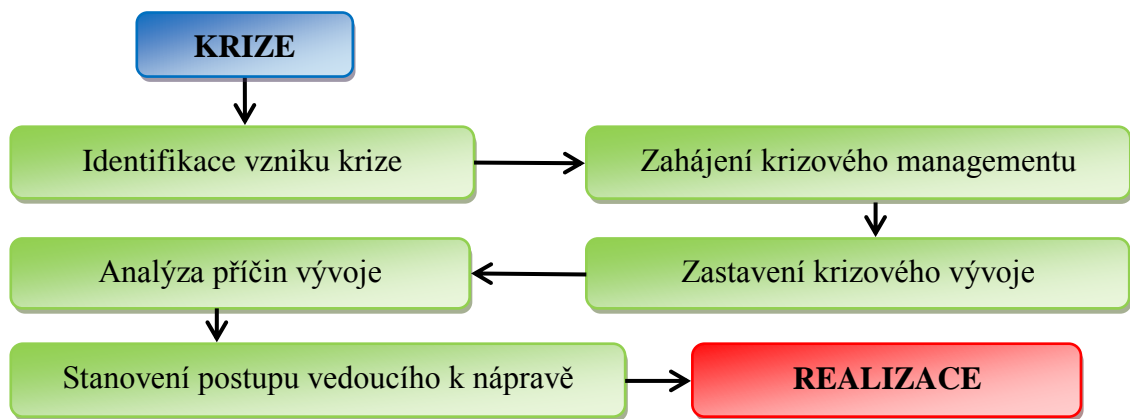 KRIZE
Identifikace vzniku krize
Zahájení krizového managementu
Zastavení krizového vývoje
Analýza příčin vývoje
Stanovení postupu vedoucího k nápravě
REALIZACE